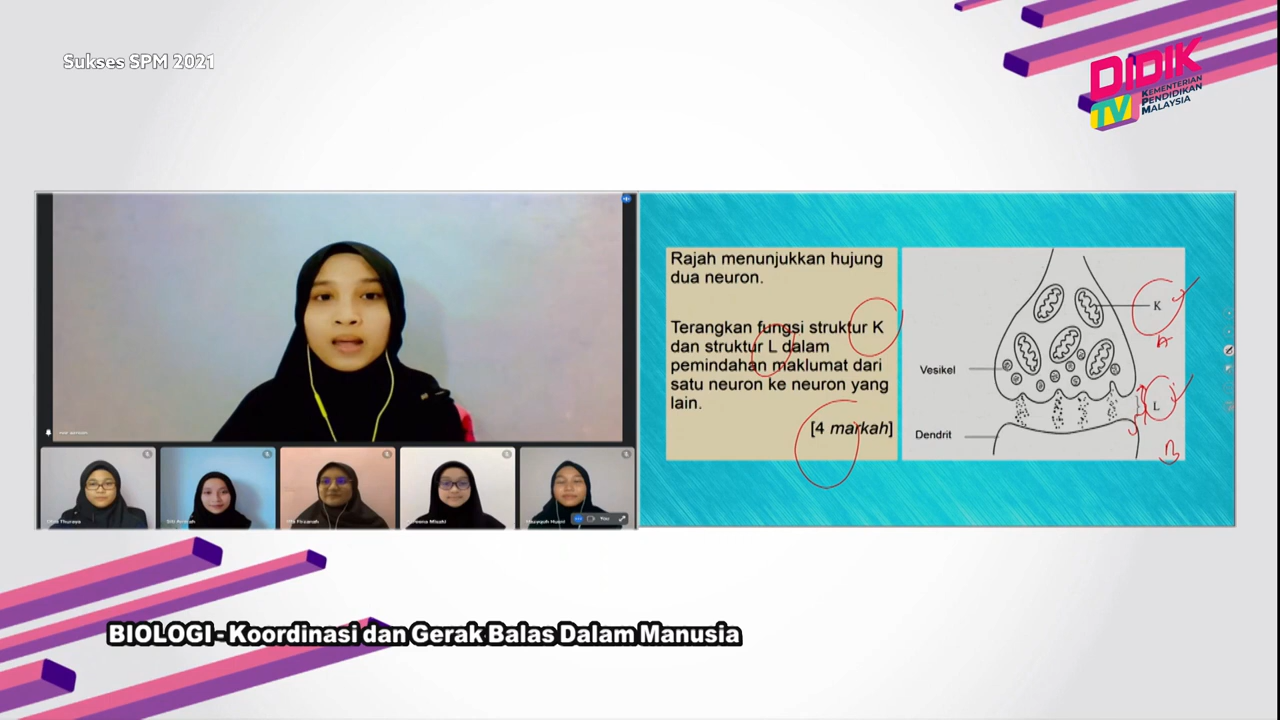 Sukses SPM 2021
DIDIK
TV
KEMENTERIAN
PENDIDIKAN
MALAYSIA
Rajah menunjukkan hujung
dua neuron.
Terangkan fungsi struktur K
dan struktur L dalam
pemindahan maklumat dari
satu neuron ke neuron yang
lain.
[4 markah]
K
A
Vesikel
L
Dendrit
B
You
BIOLOGI - Koordinasi dan Gerak Balas Dalam Manusia